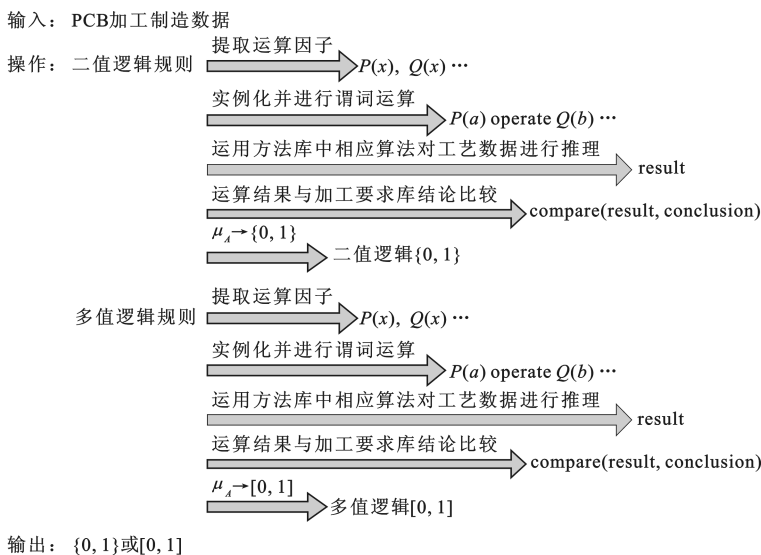 输入： PCB加工制造数据
提取运算因子
操作： 二值逻辑规则 P(x), Q(x) ···
实例化并进行谓词运算
P(a) operate Q(b) ···
运用方法库中相应算法对工艺数据进行推理
result
运算结果与加工要求库结论比较
compare(result, conclusion)
μA→{0, 1}
二值逻辑{0, 1}
提取运算因子
多值逻辑规则 P(x), Q(x) ···
实例化并进行谓词运算
P(a) operate Q(b) ···
运用方法库中相应算法对工艺数据进行推理
result
运算结果与加工要求库结论比较
compare(result, conclusion)
μA→[0, 1]
多值逻辑[0, 1]
输出： {0, 1}或[0, 1]